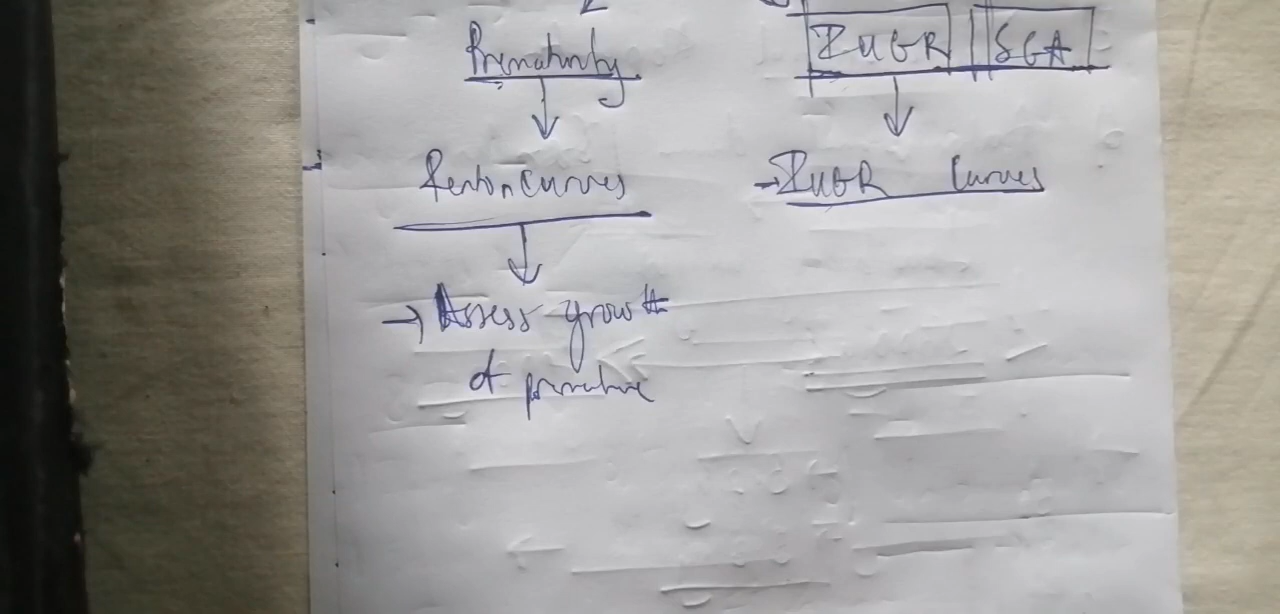 Prematurity
IUGR SGA
Fenton Curves
→ IUGR Curves
→ Assess growth
of premature